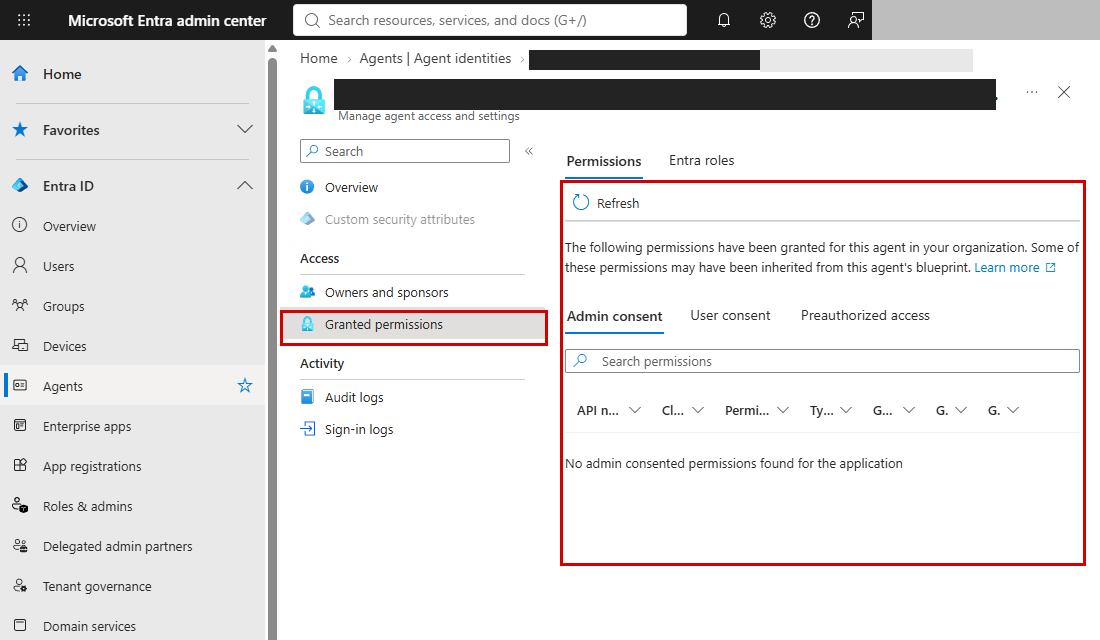 Microsoft Entra admin center
Search resources, services, and docs (G+/)
Home
Favorites
Entra ID
Overview
Users
Groups
Devices
Agents
Enterprise apps
App registrations
Roles & admins
Delegated admin partners
Tenant governance
Domain services
Home > Agents | Agent identities >
Manage agent access and settings
Search
Overview
Custom security attributes
Access
Owners and sponsors
Granted permissions
Activity
Audit logs
Sign-in logs
Permissions Entra roles
Refresh
The following permissions have been granted for this agent in your organization. Some of
these permissions may have been inherited from this agent's blueprint. Learn more
Admin consent User consent Preauthorized access
Search permissions
API n... Cl... Permi... Ty... G... G. G.
No admin consented permissions found for the application